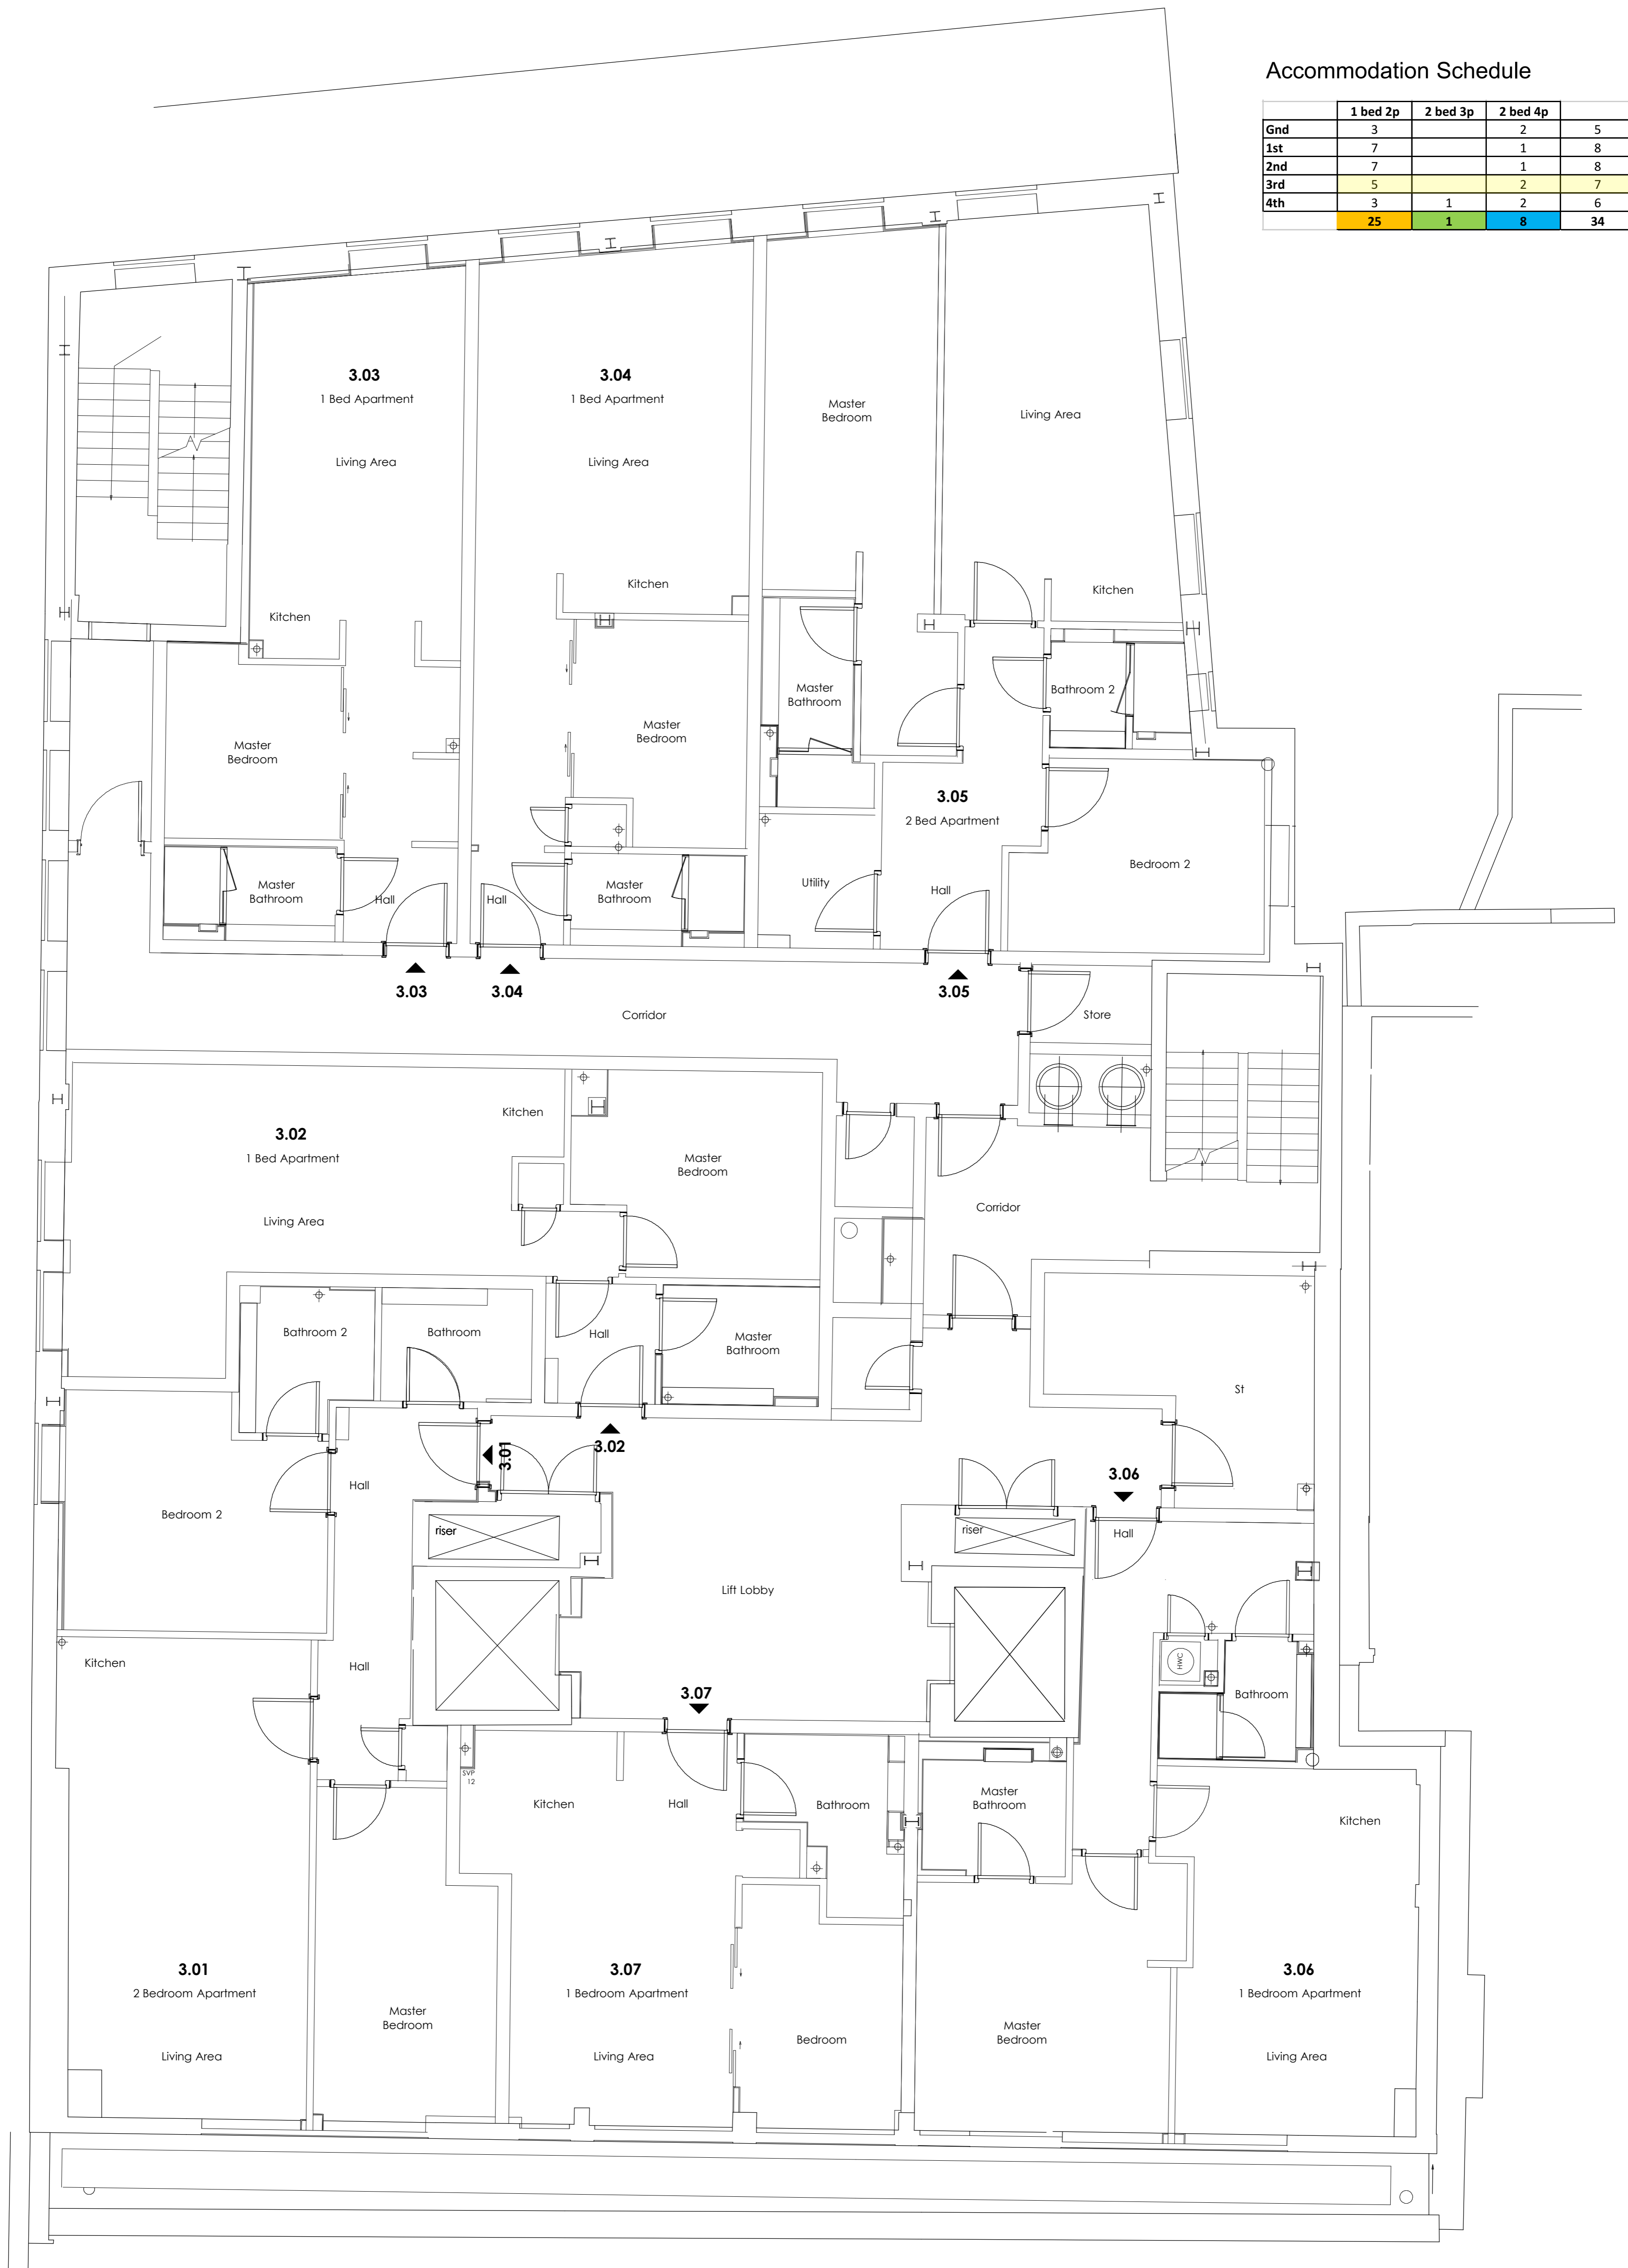 Accommodation Schedule
1 bed 2p 2 bed 3p 2 bed 4p
Gnd 3 2 5
1st 7 1 8
2nd 7 1 8
3rd 5 2 7
4th 3 1 2 6
25 1 8 34
3.03
1 Bed Apartment
Living Area
Kitchen
Master
Bedroom
Master
Bathroom
Hall
3.04
1 Bed Apartment
Living Area
Kitchen
Master
Bedroom
Master
Bathroom
Hall
Master
Bedroom
Living Area
Kitchen
Master
Bathroom
Bathroom 2
3.05
2 Bed Apartment
Bedroom 2
Utility
Hall
3.03
3.04
3.05
Corridor
Store
3.02
1 Bed Apartment
Kitchen
Master
Bedroom
Living Area
Corridor
Bathroom 2
Bathroom
Hall
Master
Bathroom
St
3.01
3.02
3.06
Hall
Bedroom 2
riser
riser
Hall
Lift Lobby
Kitchen
Hall
HWC
Bathroom
3.07
SVP
12
Kitchen
Hall
Bathroom
Master
Bathroom
Kitchen
3.01
2 Bedroom Apartment
Living Area
Master
Bedroom
3.07
1 Bedroom Apartment
Living Area
Bedroom
Master
Bedroom
3.06
1 Bedroom Apartment
Living Area